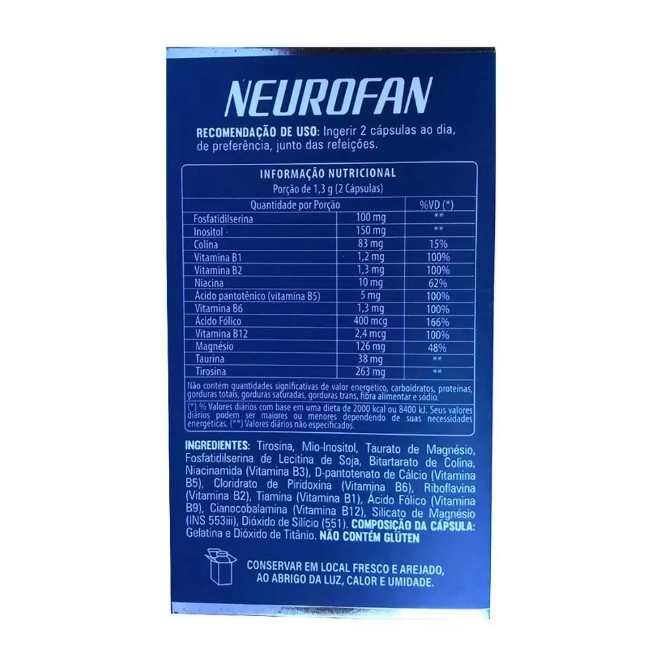 NEUROFAN
RECOMENDAÇÃO DE USO: Ingerir 2 cápsulas ao dia,
de preferência, junto das refeições.
INFORMAÇÃO NUTRICIONAL
Porção de 1,3 g (2 Cápsulas)
Quantidade por Porção %VD (*)
Fosfatidilserina 100 mg **
Inositol 150 mg **
Colina 83 mg 15%
Vitamina B1 1,2 mg 100%
Vitamina B2 1,3 mg 100%
Niacina 10 mg 62%
Ácido pantotênico (vitamina B5) 5 mg 100%
Vitamina B6 1,3 mg 100%
Ácido Fólico 400 mcg 166%
Vitamina B12 2,4 mcg 100%
Magnésio 126 mg 48%
Taurina 38 mg **
Tirosina 263 mg **
Não contém quantidades significativas de valor energético, carboidratos, proteínas,
gorduras totais, gorduras saturadas, gorduras trans, fibra alimentar e sódio.
(*) % Valores diários com base em uma dieta de 2000 kcal ou 8400 kJ. Seus valores
diários podem ser maiores ou menores dependendo de suas necessidades
energéticas. (**) Valores diários não especificados.
INGREDIENTES: Tirosina, Mio-Inositol, Taurato de Magnésio,
Fosfatidilserina de Lecitina de Soja, Bitartarato de Colina,
Niacinamida (Vitamina B3), D-pantotenato de Cálcio (Vitamina
B5), Cloridrato de Piridoxina (Vitamina B6), Riboflavina
(Vitamina B2), Tiamina (Vitamina B1), Ácido Fólico (Vitamina
B9), Cianocobalamina (Vitamina B12), Silicato de Magnésio
(INS 553iii), Dióxido de Silício (551). COMPOSIÇÃO DA CÁPSULA:
Gelatina e Dióxido de Titânio. NÃO CONTÉM GLÚTEN
CONSERVAR EM LOCAL FRESCO E AREJADO,
AO ABRIGO DA LUZ, CALOR E UMIDADE.